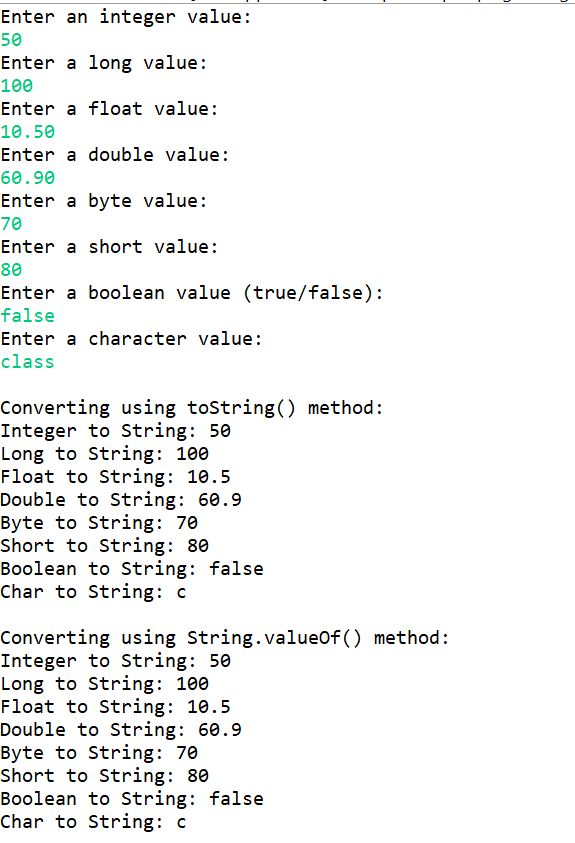 Enter an integer value:
50
Enter a long value:
100
Enter a float value:
10.50
Enter a double value:
60.90
Enter a byte value:
70
Enter a short value:
80
Enter a boolean value (true/false):
false
Enter a character value:
class

Converting using toString() method:
Integer to String: 50
Long to String: 100
Float to String: 10.5
Double to String: 60.9
Byte to String: 70
Short to String: 80
Boolean to String: false
Char to String: c

Converting using String.valueOf() method:
Integer to String: 50
Long to String: 100
Float to String: 10.5
Double to String: 60.9
Byte to String: 70
Short to String: 80
Boolean to String: false
Char to String: c